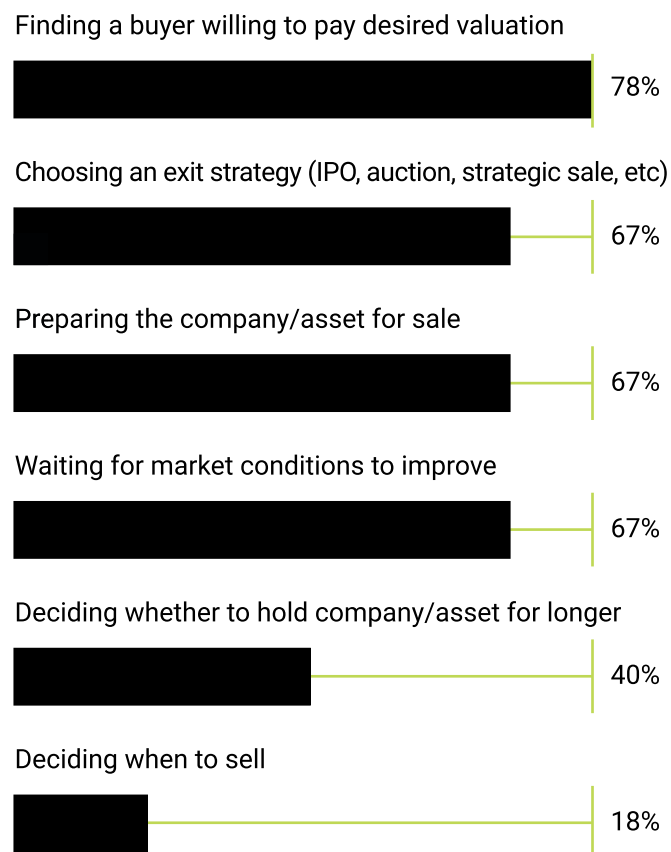 Finding a buyer willing to pay desired valuation
78%
Choosing an exit strategy (IPO, auction, strategic sale, etc)
67%
Preparing the company/asset for sale
67%
Waiting for market conditions to improve
67%
Deciding whether to hold company/asset for longer
40%
Deciding when to sell
18%